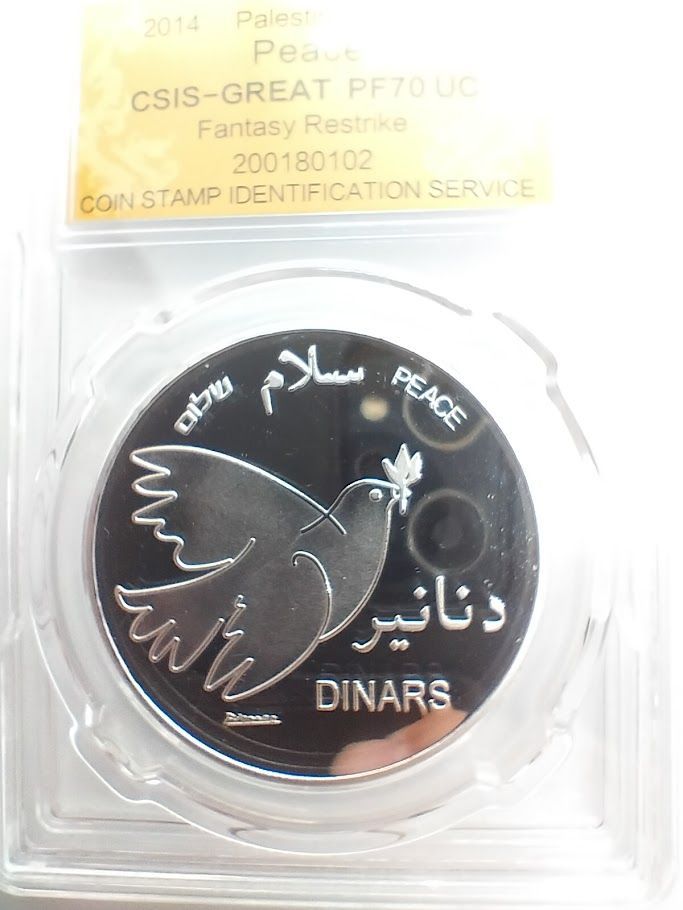 2014
Peace
CSIS-GREAT PF70 UC
Fantasy Restrike
200180102
COIN STAMP IDENTIFICATION SERVICE
שלום سلام PEACE
دنانير
DINARS